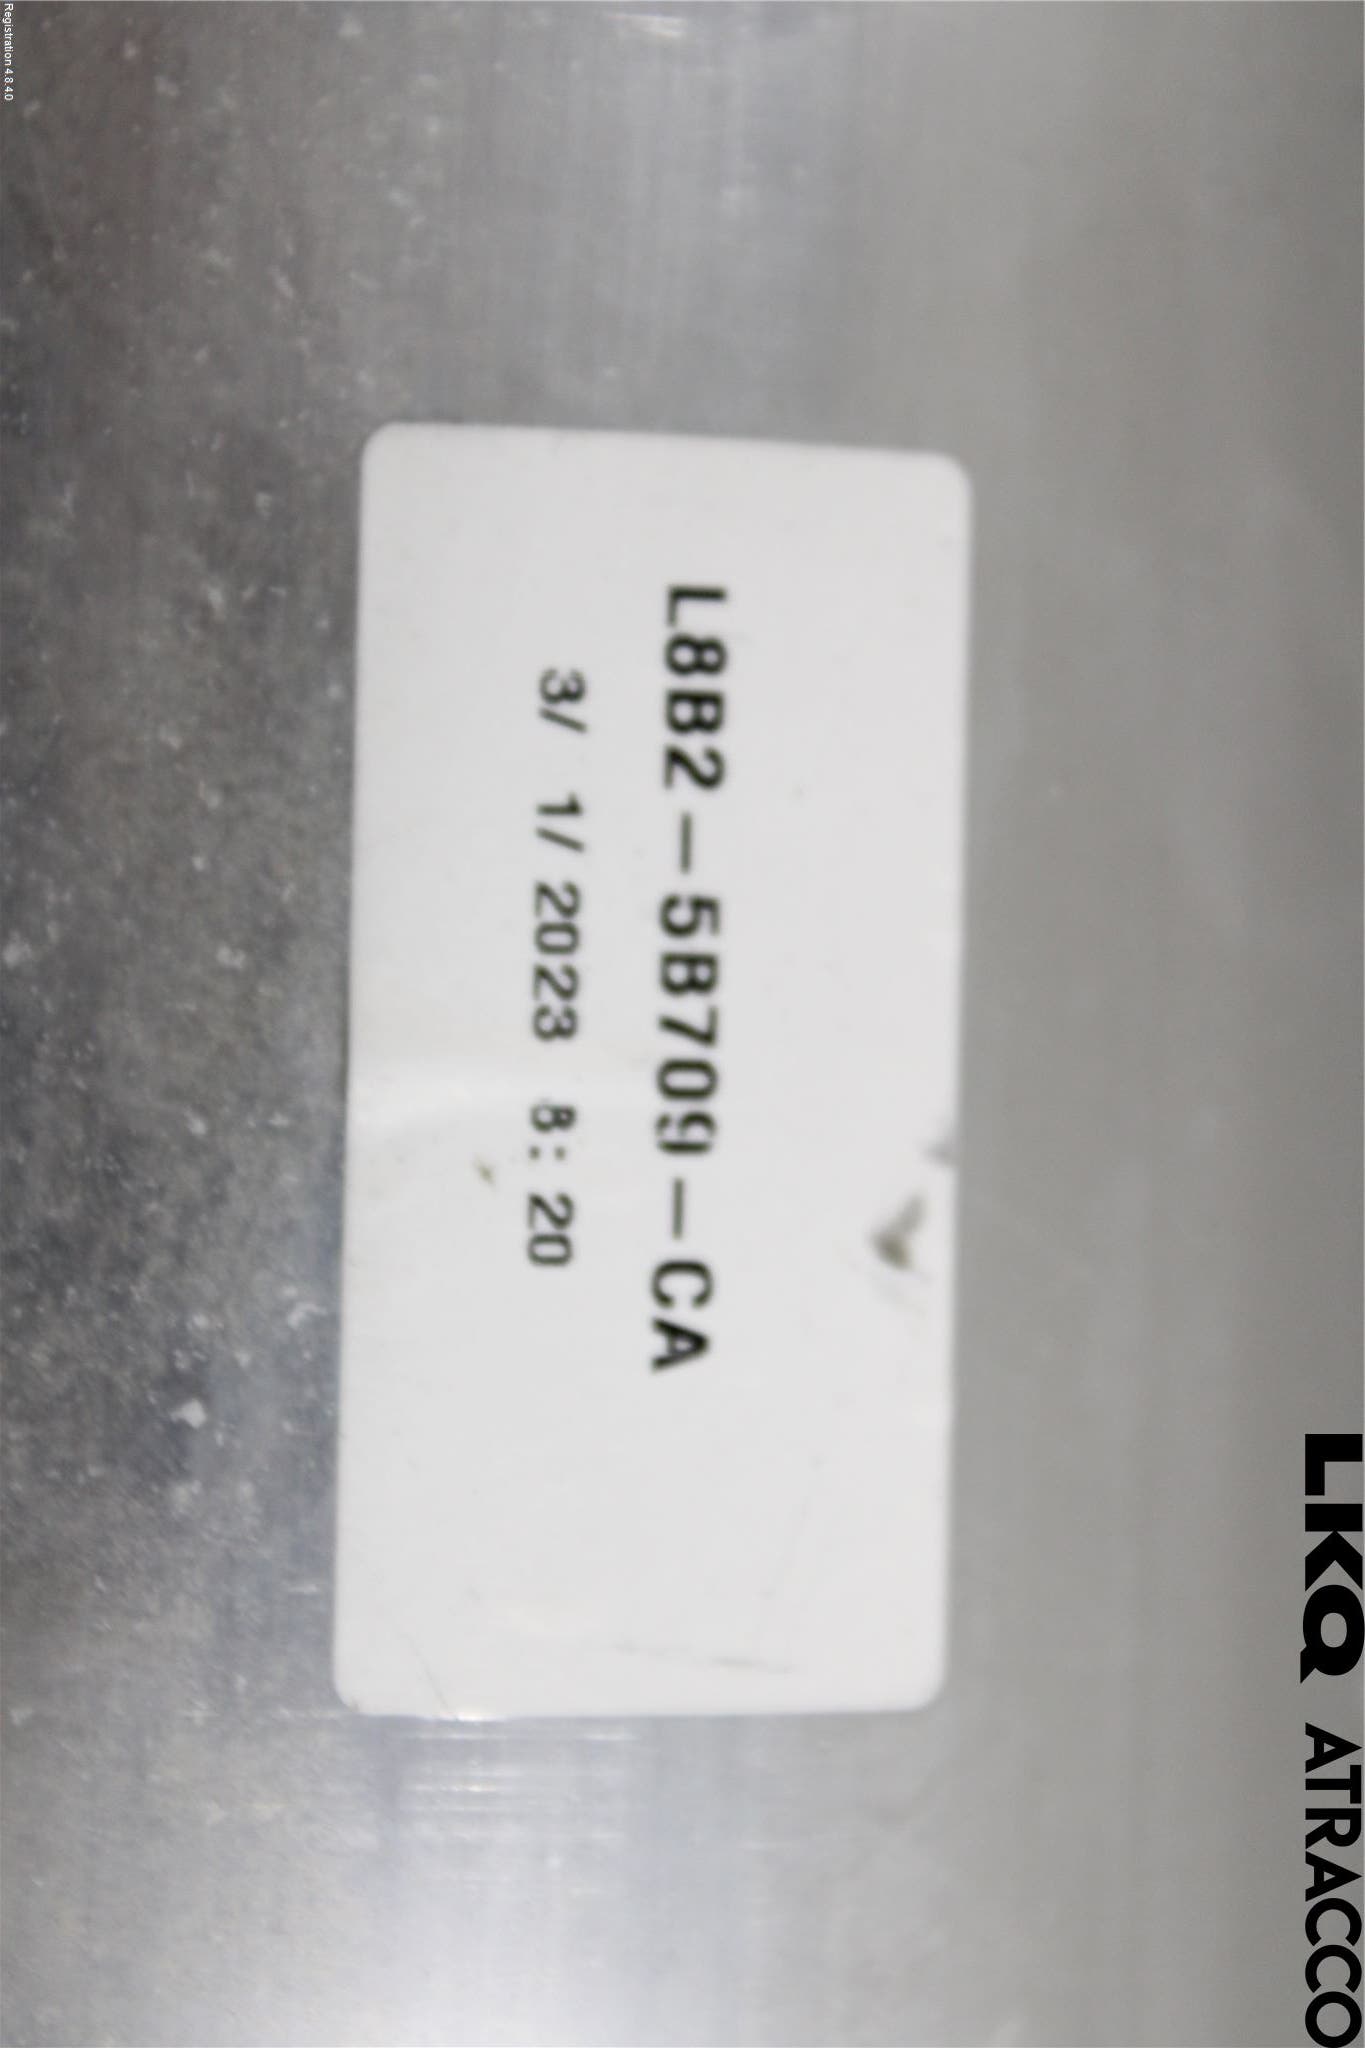 Registration 4.8.4.0
L8B2-5B709-CA
3/ 1/2023 8:20
LKQ ATRACCO